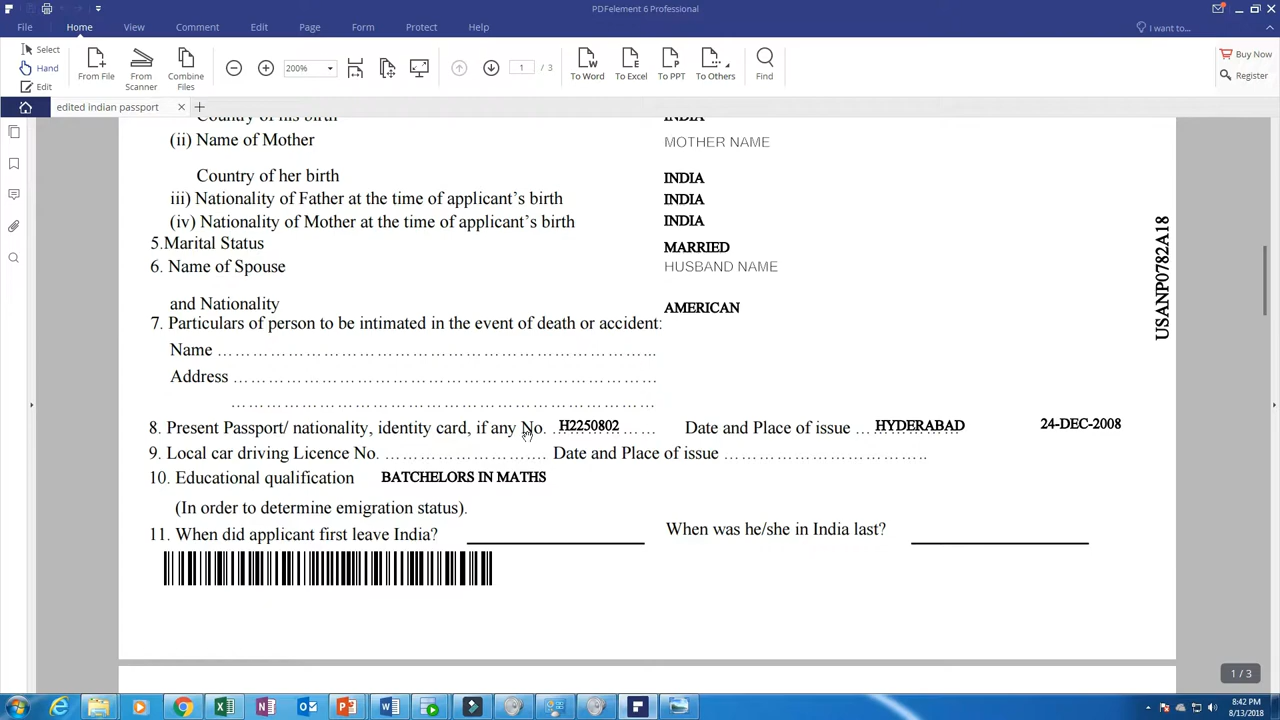 PDFelement 6 Professional
File Home View Comment Edit Page Form Protect Help I want to...
Select
Hand
Edit
From File
From Scanner
Combine Files
200%
1 / 3
To Word
To Excel
To PPT
To Others
Find
Buy Now
Register
edited indian passport
Country of his birth INDIA
(ii) Name of Mother MOTHER NAME
Country of her birth INDIA
iii) Nationality of Father at the time of applicant’s birth INDIA
(iv) Nationality of Mother at the time of applicant’s birth INDIA
5.Marital Status MARRIED
6. Name of Spouse HUSBAND NAME
and Nationality AMERICAN
7. Particulars of person to be intimated in the event of death or accident:
Name ……………………………………………………………...
Address ……………………………………………………………
……………………………………………………………
8. Present Passport/ nationality, identity card, if any No. ……………… H2250802 Date and Place of issue ……………… HYDERABAD 24-DEC-2008
9. Local car driving Licence No. ………………………. Date and Place of issue ……………………………..
10. Educational qualification BATCHELORS IN MATHS
(In order to determine emigration status).
11. When did applicant first leave India? When was he/she in India last?
USANP0782A18
1 / 3
8:42 PM
8/13/2018